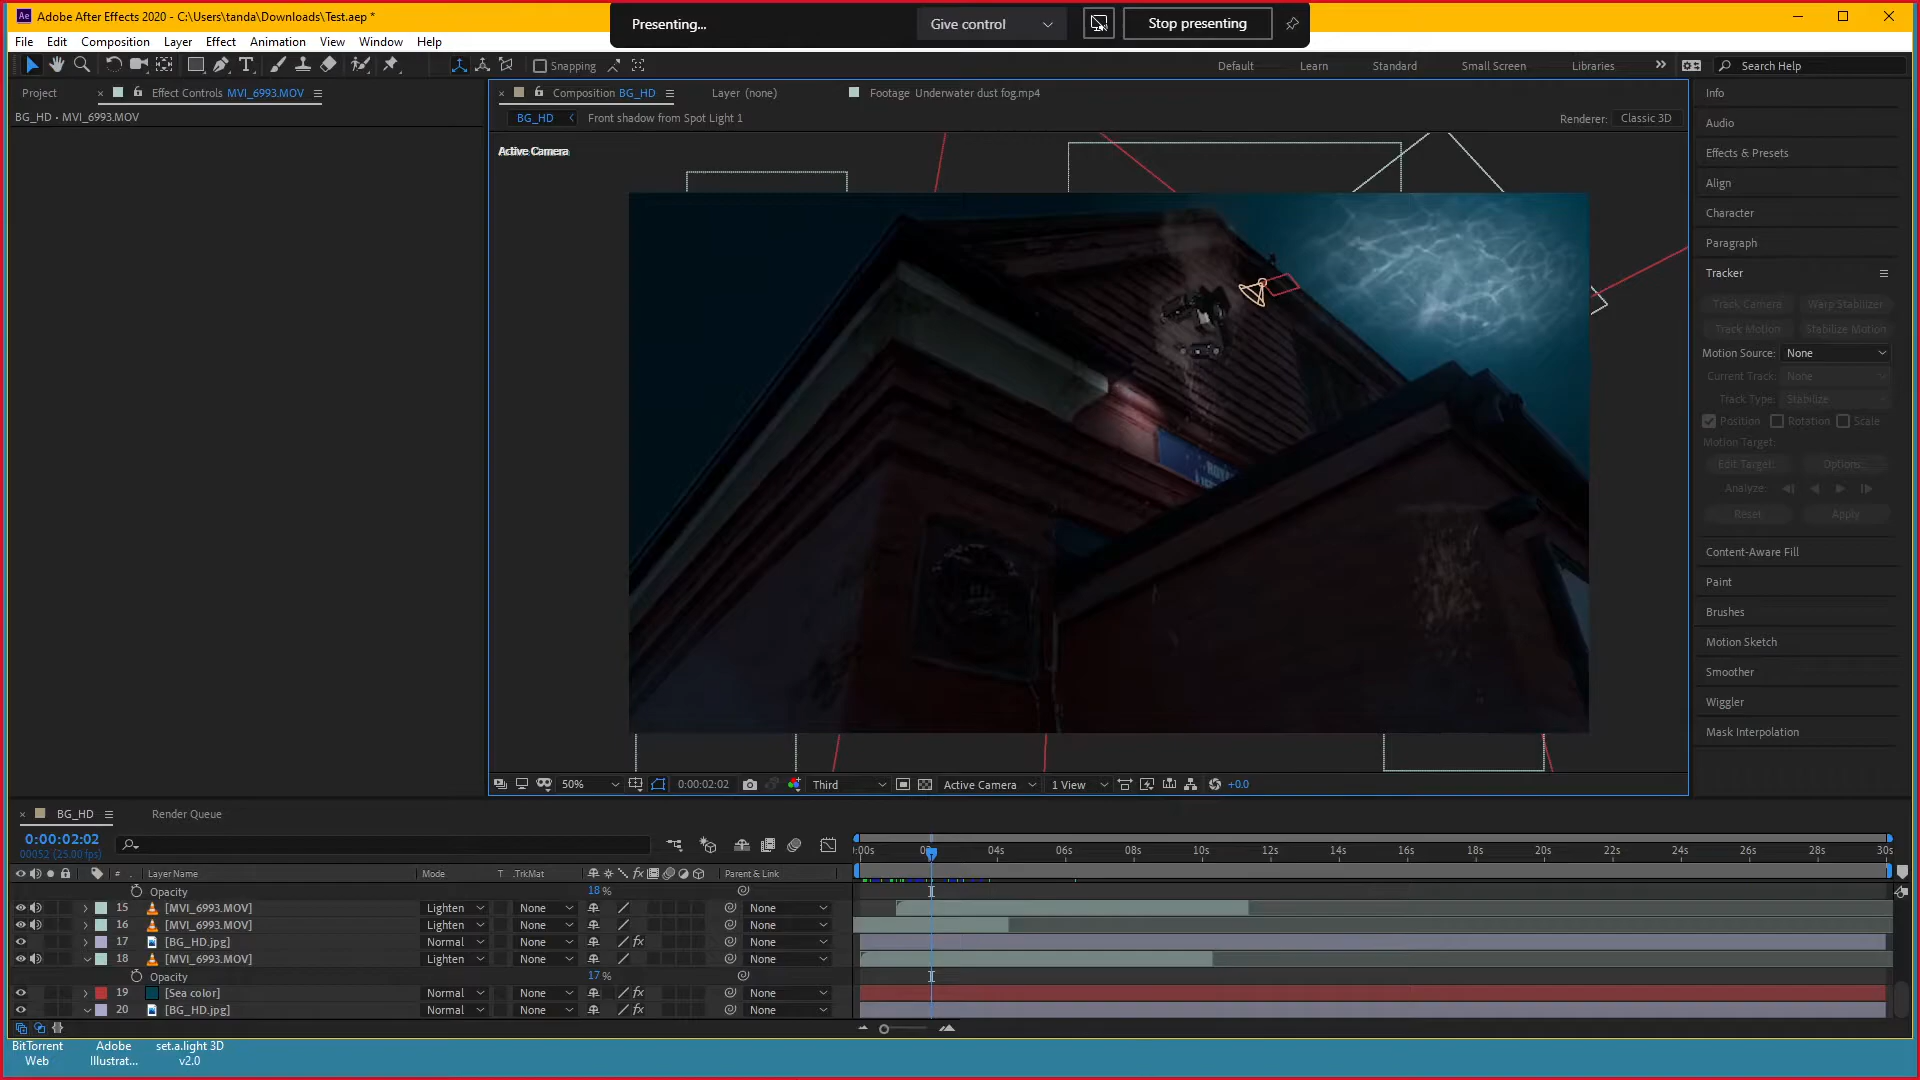 Adobe After Effects 2020 - C:\Users\tanda\Downloads\Test.aep *
Presenting...
Give control
Stop presenting
File Edit Composition Layer Effect Animation View Window Help
Snapping
Default Learn Standard Small Screen Libraries
Search Help
Project
Effect Controls MVI_6993.MOV
BG_HD • MVI_6993.MOV
Composition BG_HD
Layer (none)
Footage Underwater dust fog.mp4
BG_HD
Front shadow from Spot Light 1
Renderer: Classic 3D
Active Camera
Info
Audio
Effects & Presets
Align
Character
Paragraph
Tracker
Track Camera Warp Stabilizer
Track Motion Stabilize Motion
Motion Source: None
Current Track: None
Track Type: Stabilize
Position Rotation Scale
Motion Target:
Edit Target... Options...
Analyze:
Reset Apply
Content-Aware Fill
Paint
Brushes
Motion Sketch
Smoother
Wiggler
Mask Interpolation
50%
0:00:02:02
Third
Active Camera
1 View
+0.0
BG_HD
Render Queue
0:00:02:02
00052 (25.00 fps)
:00s 04s 06s 08s 10s 12s 14s 16s 18s 20s 22s 24s 26s 28s 30s
# Layer Name Mode T .TrkMat Parent & Link
Opacity 18 %
15 [MVI_6993.MOV] Lighten None None
16 [MVI_6993.MOV] Lighten None None
17 [BG_HD.jpg] Normal None None
18 [MVI_6993.MOV] Lighten None None
Opacity 17 %
19 [Sea color] Normal None None
20 [BG_HD.jpg] Normal None None
BitTorrent Web
Adobe Illustrat...
set.a.light 3D v2.0